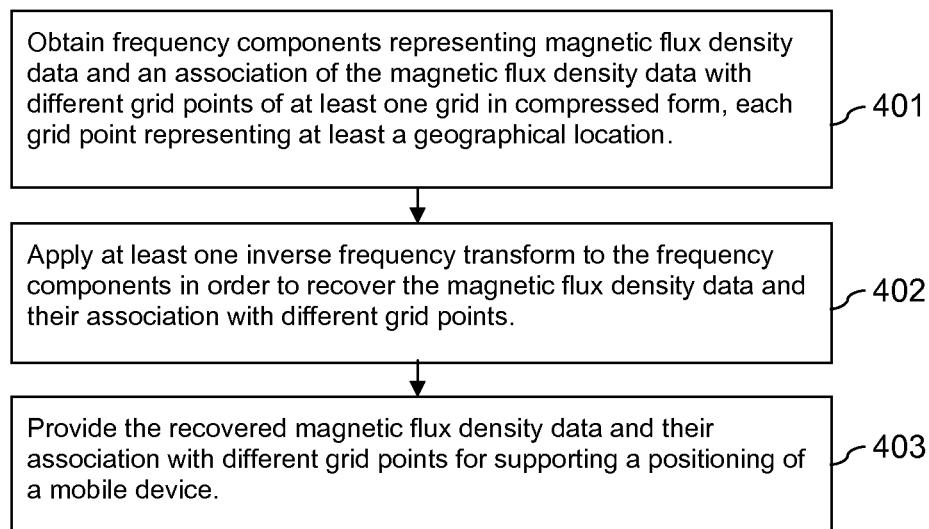 Obtain frequency components representing magnetic flux density
data and an association of the magnetic flux density data with
different grid points of at least one grid in compressed form, each
grid point representing at least a geographical location.
401
Apply at least one inverse frequency transform to the frequency
components in order to recover the magnetic flux density data and
their association with different grid points.
402
Provide the recovered magnetic flux density data and their
association with different grid points for supporting a positioning of
a mobile device.
403